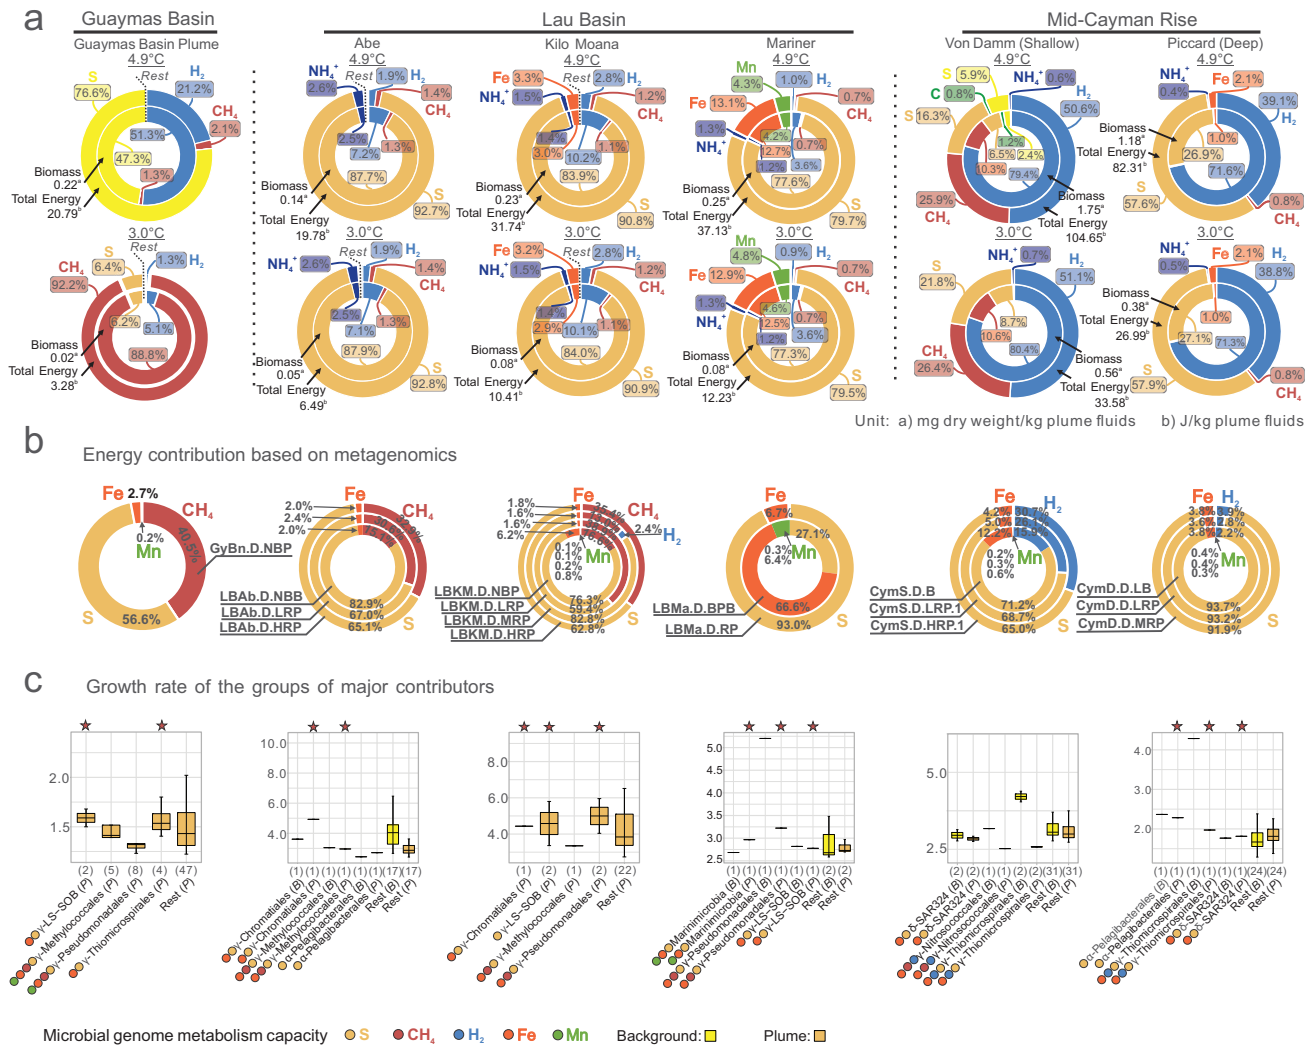 a
Guaymas Basin
Lau Basin
Mid-Cayman Rise
Guaymas Basin Plume
Abe
Kilo Moana
Mariner
Von Damm (Shallow)
Piccard (Deep)
4.9°C
4.9°C
4.9°C
4.9°C
4.9°C
4.9°C
S
76.6%
Rest
H2
21.2%
CH4
2.1%
51.3%
47.3%
1.3%
Biomass
0.22a
Total Energy
20.79b
NH4+
2.6%
Rest
1.9%
H2
1.4%
CH4
2.5%
7.2%
1.3%
87.7%
Biomass
0.14a
Total Energy
19.78b
S
92.7%
Fe
3.3%
NH4+
1.5%
Rest
2.8%
H2
1.2%
CH4
1.4%
3.0%
10.2%
1.1%
83.9%
Biomass
0.23a
Total Energy
31.74b
S
90.8%
Mn
4.3%
Fe
13.1%
1.3%
NH4+
1.0%
H2
0.7%
CH4
4.2%
12.7%
1.2%
0.7%
3.6%
77.6%
Biomass
0.25a
Total Energy
37.13b
S
79.7%
S
5.9%
C
0.8%
S
16.3%
NH4+
0.6%
H2
50.6%
1.2%
6.5%
2.4%
10.3%
79.4%
25.9%
CH4
Biomass
1.75a
Total Energy
104.65b
NH4+
0.4%
Fe
2.1%
39.1%
H2
Biomass
1.18a
Total Energy
82.31b
1.0%
26.9%
71.6%
57.6%
S
0.8%
CH4
3.0°C
3.0°C
3.0°C
3.0°C
3.0°C
3.0°C
CH4
92.2%
S
6.4%
Rest
1.3%
H2
6.2%
5.1%
88.8%
Biomass
0.02a
Total Energy
3.28b
NH4+
2.6%
Rest
1.9%
H2
1.4%
CH4
2.5%
7.1%
1.3%
87.9%
Biomass
0.05a
Total Energy
6.49b
S
92.8%
Fe
3.2%
NH4+
1.5%
Rest
2.8%
H2
1.2%
CH4
1.4%
2.9%
10.1%
1.1%
84.0%
Biomass
0.08a
Total Energy
10.41b
S
90.9%
Mn
4.8%
Fe
12.9%
1.3%
NH4+
0.9%
H2
0.7%
CH4
4.6%
12.5%
1.2%
0.7%
3.6%
77.3%
Biomass
0.08a
Total Energy
12.23b
S
79.5%
S
21.8%
NH4+
0.7%
H2
51.1%
8.7%
10.6%
80.4%
CH4
26.4%
Biomass
0.56a
Total Energy
33.58b
NH4+
0.5%
Fe
2.1%
H2
38.8%
Biomass
0.38a
Total Energy
26.99b
1.0%
27.1%
71.3%
S
57.9%
0.8%
CH4
Unit: a) mg dry weight/kg plume fluids b) J/kg plume fluids
b
Energy contribution based on metagenomics
Fe 2.7%
CH4
40.5%
0.2%
Mn
GyBn.D.NBP
S
56.6%
Fe
2.0%
2.4%
2.0%
CH4
LBAb.D.NBB
LBAb.D.LRP
LBAb.D.HRP
82.9%
67.0%
65.1%
S
Fe
1.8%
1.6%
1.6%
6.2%
CH4
2.4%
H2
0.1%
0.1%
0.2%
0.8%
Mn
LBKM.D.NBP
LBKM.D.LRP
LBKM.D.MRP
LBKM.D.HRP
76.3%
59.4%
82.8%
62.8%
S
Fe
6.7%
27.1%
0.3%
6.4%
Mn
LBMa.D.BPB
LBMa.D.RP
66.6%
93.0%
S
Fe
H2
4.2% 30.7%
5.0% 26.1%
12.2% 15.9%
0.2%
0.3%
0.6%
Mn
CymS.D.B
CymS.D.LRP.1
CymS.D.HRP.1
71.2%
68.7%
65.0%
S
Fe
H2
3.8% 3.9%
3.6% 2.8%
3.8% 2.2%
0.4%
0.4%
0.3%
Mn
CymD.D.LB
CymD.D.LRP
CymD.D.MRP
93.7%
93.2%
91.9%
S
c
Growth rate of the groups of major contributors
2.0
1.5
(2) (5) (8) (4) (47)
γ-LS-SOB (P)
γ-Methylococcales (P)
γ-Pseudomonadales (P)
γ-Thiomicrospirales (P)
Rest (P)
10.0
8.0
6.0
4.0
(1) (1) (1) (1) (1) (1) (17) (17)
γ-Chromatiales (B)
γ-Chromatiales (P)
γ-Methylococcales (B)
γ-Methylococcales (P)
α-Pelagibacterales (B)
α-Pelagibacterales (P)
Rest (B)
Rest (P)
6.0
4.0
(1) (2) (1) (2) (22)
γ-Chromatiales (P)
γ-LS-SOB (P)
γ-Methylococcales (P)
γ-Pseudomonadales (P)
Rest (P)
5.0
4.5
4.0
3.5
3.0
2.5
(1) (1) (1) (1) (1) (1) (2) (2)
Marinimicrobia (B)
Marinimicrobia (P)
γ-Pseudomonadales (B)
γ-Pseudomonadales (P)
γ-LS-SOB (B)
γ-LS-SOB (P)
Rest (B)
Rest (P)
5.0
2.5
(2) (2) (1) (1) (2) (2) (31) (31)
δ-SAR324 (B)
δ-SAR324 (P)
γ-Nitrosococcales (B)
γ-Nitrosococcales (P)
γ-Thiomicrospirales (B)
γ-Thiomicrospirales (P)
Rest (B)
Rest (P)
4.0
3.0
2.0
(1) (1) (1) (1) (1) (1) (24) (24)
α-Pelagibacterales (B)
α-Pelagibacterales (P)
γ-Thiomicrospirales (B)
γ-Thiomicrospirales (P)
δ-SAR324 (B)
δ-SAR324 (P)
Rest (B)
Rest (P)
Microbial genome metabolism capacity S CH4 H2 Fe Mn Background: Plume: